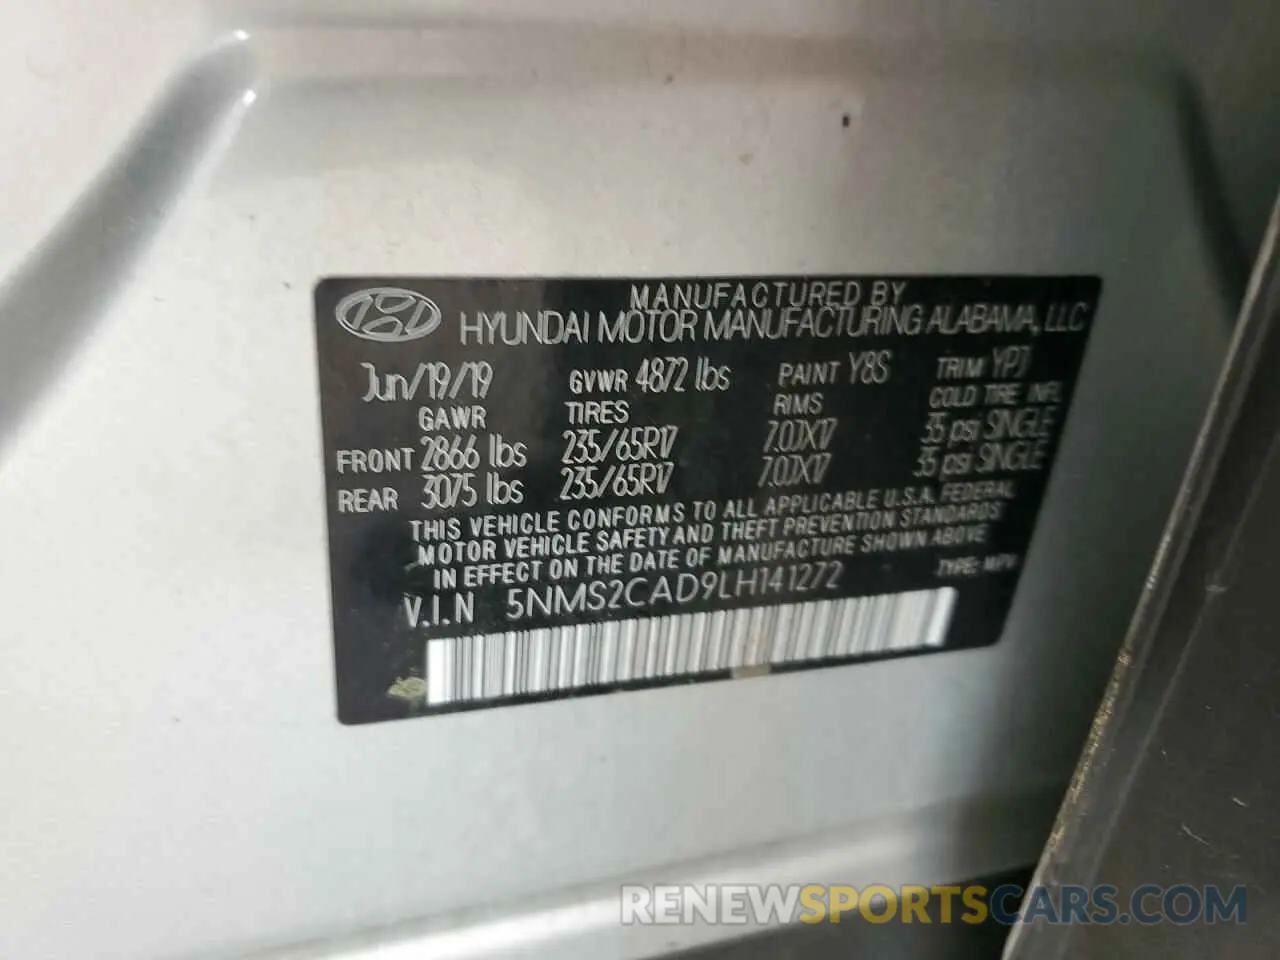 MANUFACTURED BY
HYUNDAI MOTOR MANUFACTURING ALABAMA, LLC
Jun/19/19 GVWR 4872 lbs PAINT Y8S TRIM YPJ
GAWR TIRES RIMS COLD TIRE INFL
FRONT 2866 lbs 235/65R17 7.0JX17 35 psi SINGLE
REAR 3075 lbs 235/65R17 7.0JX17 35 psi SINGLE
THIS VEHICLE CONFORMS TO ALL APPLICABLE U.S.A. FEDERAL
MOTOR VEHICLE SAFETY AND THEFT PREVENTION STANDARDS
IN EFFECT ON THE DATE OF MANUFACTURE SHOWN ABOVE
V.I.N 5NMS2CAD9LH141272 TYPE: MPV
RENEWSPORTSCARS.COM